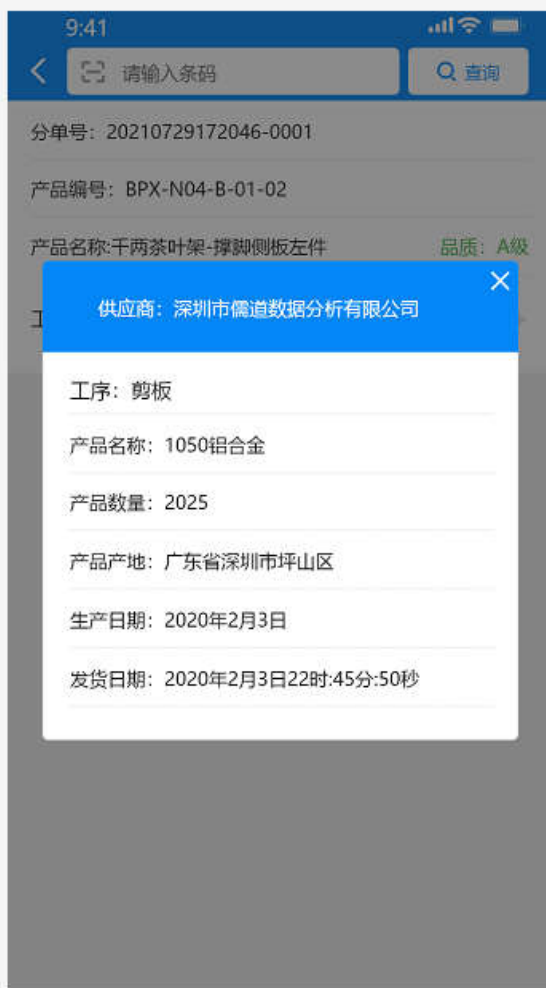 9:41
请输入条码
查询
分单号：20210729172046-0001
产品编号：BPX-N04-B-01-02
产品名称:千两茶叶架-撑脚侧板左件 品质：A级
供应商：深圳市儒道数据分析有限公司
工序：剪板
产品名称：1050铝合金
产品数量：2025
产品产地：广东省深圳市坪山区
生产日期：2020年2月3日
发货日期：2020年2月3日22时:45分:50秒